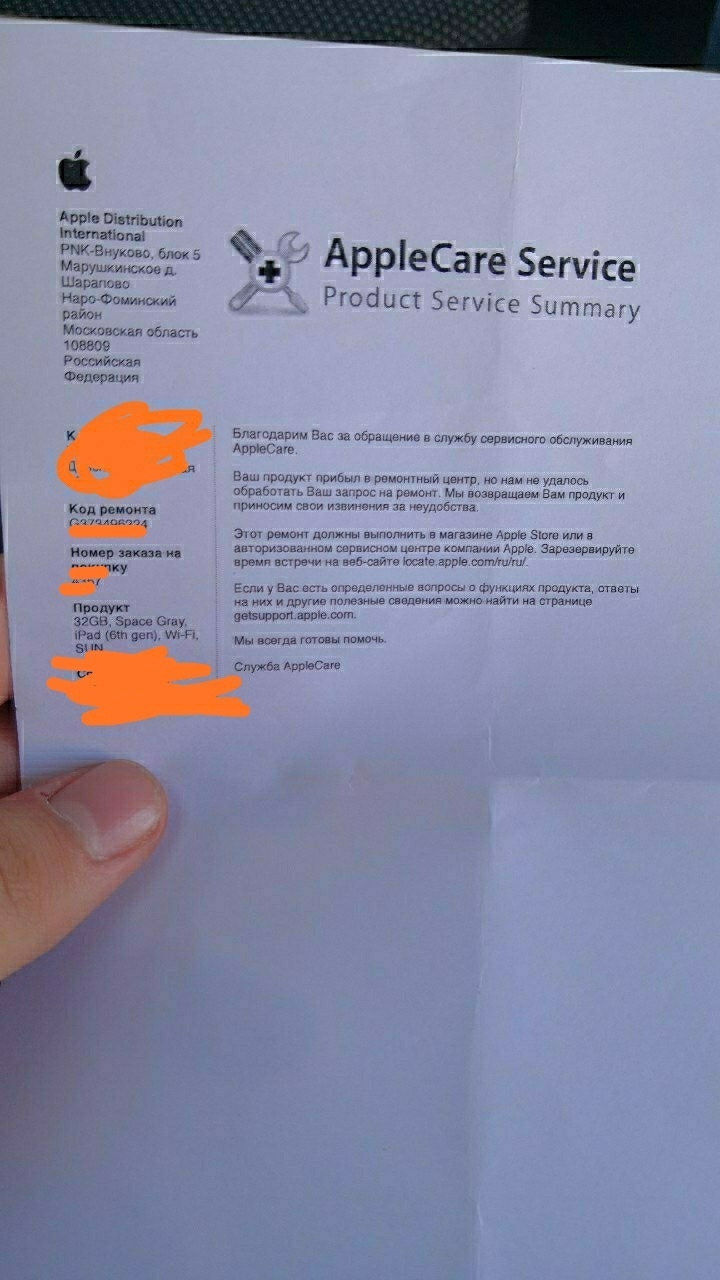 Apple Distribution
International
PNK-Внуково, блок 5
Марушкинское д.
Шарапово
Наро-Фоминский
район
Московская область
108809
Российская
Федерация
AppleCare Service
Product Service Summary
Код ремонта
Номер заказа на
Продукт
32GB, Space Gray,
iPad (6th gen), Wi-Fi,
SUN
Благодарим Вас за обращение в службу сервисного обслуживания
AppleCare.
Ваш продукт прибыл в ремонтный центр, но нам не удалось
обработать Ваш запрос на ремонт. Мы возвращаем Вам продукт и
приносим свои извинения за неудобства.
Этот ремонт должны выполнить в магазине Apple Store или в
авторизованном сервисном центре компании Apple. Зарезервируйте
время встречи на веб-сайте locate.apple.com/ru/ru/.
Если у Вас есть определенные вопросы о функциях продукта, ответы
на них и другие полезные сведения можно найти на странице
getsupport.apple.com.
Мы всегда готовы помочь.
Служба AppleCare